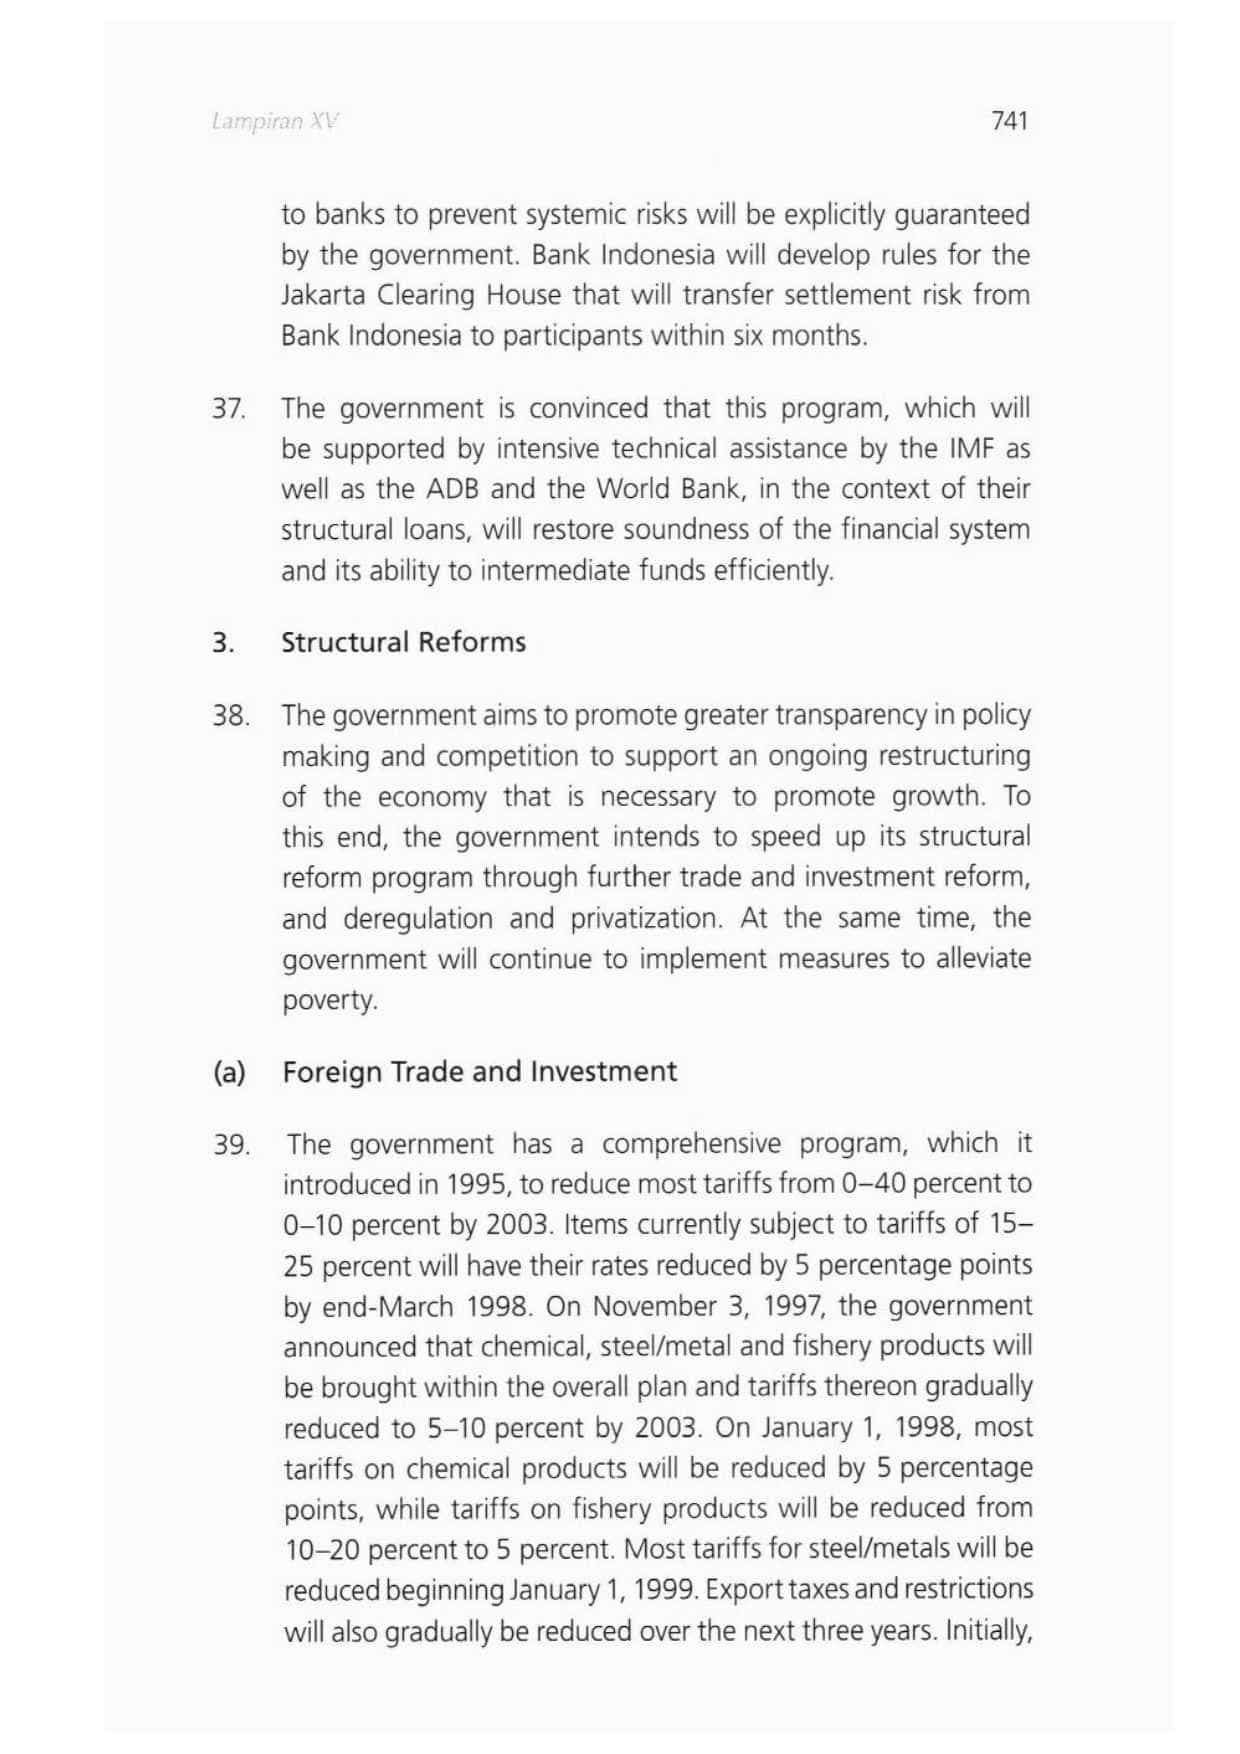 Lampiran XV 741
to banks to prevent systemic risks will be explicitly guaranteed
by the government. Bank Indonesia will develop rules for the
Jakarta Clearing House that will transfer settlement risk from
Bank Indonesia to participants within six months.
37. The government is convinced that this program, which will
be supported by intensive technical assistance by the IMF as
well as the ADB and the World Bank, in the context of their
structural loans, will restore soundness of the financial system
and its ability to intermediate funds efficiently.
3. Structural Reforms
38. The government aims to promote greater transparency in policy
making and competition to support an ongoing restructuring
of the economy that is necessary to promote growth. To
this end, the government intends to speed up its structural
reform program through further trade and investment reform,
and deregulation and privatization. At the same time, the
government will continue to implement measures to alleviate
poverty.
(a) Foreign Trade and Investment
39. The government has a comprehensive program, which it
introduced in 1995, to reduce most tariffs from 0–40 percent to
0–10 percent by 2003. Items currently subject to tariffs of 15–
25 percent will have their rates reduced by 5 percentage points
by end-March 1998. On November 3, 1997, the government
announced that chemical, steel/metal and fishery products will
be brought within the overall plan and tariffs thereon gradually
reduced to 5–10 percent by 2003. On January 1, 1998, most
tariffs on chemical products will be reduced by 5 percentage
points, while tariffs on fishery products will be reduced from
10–20 percent to 5 percent. Most tariffs for steel/metals will be
reduced beginning January 1, 1999. Export taxes and restrictions
will also gradually be reduced over the next three years. Initially,